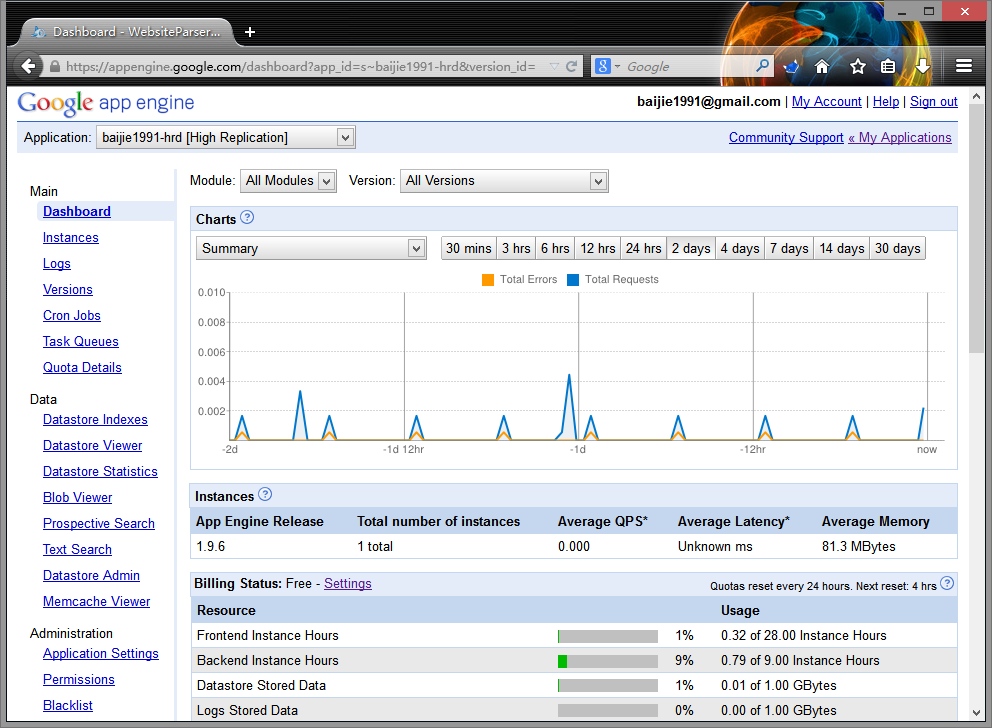 Dashboard - WebsiteParser...
https://appengine.google.com/dashboard?app_id=s~baijie1991-hrd&version_id=
8 Google
Google app engine
baijie1991@gmail.com | My Account | Help | Sign out
Application: baijie1991-hrd [High Replication]
Community Support « My Applications
Main
Dashboard
Instances
Logs
Versions
Cron Jobs
Task Queues
Quota Details
Data
Datastore Indexes
Datastore Viewer
Datastore Statistics
Blob Viewer
Prospective Search
Text Search
Datastore Admin
Memcache Viewer
Administration
Application Settings
Permissions
Blacklist
Module: All Modules Version: All Versions
Charts ?
Summary 30 mins 3 hrs 6 hrs 12 hrs 24 hrs 2 days 4 days 7 days 14 days 30 days
Total Errors Total Requests
0.010
0.008
0.006
0.004
0.002
-2d -1d 12hr -1d -12hr now
Instances ?
App Engine Release Total number of instances Average QPS* Average Latency* Average Memory
1.9.6 1 total 0.000 Unknown ms 81.3 MBytes
Billing Status: Free - Settings Quotas reset every 24 hours. Next reset: 4 hrs ?
Resource Usage
Frontend Instance Hours 1% 0.32 of 28.00 Instance Hours
Backend Instance Hours 9% 0.79 of 9.00 Instance Hours
Datastore Stored Data 1% 0.01 of 1.00 GBytes
Logs Stored Data 0% 0.00 of 1.00 GBytes